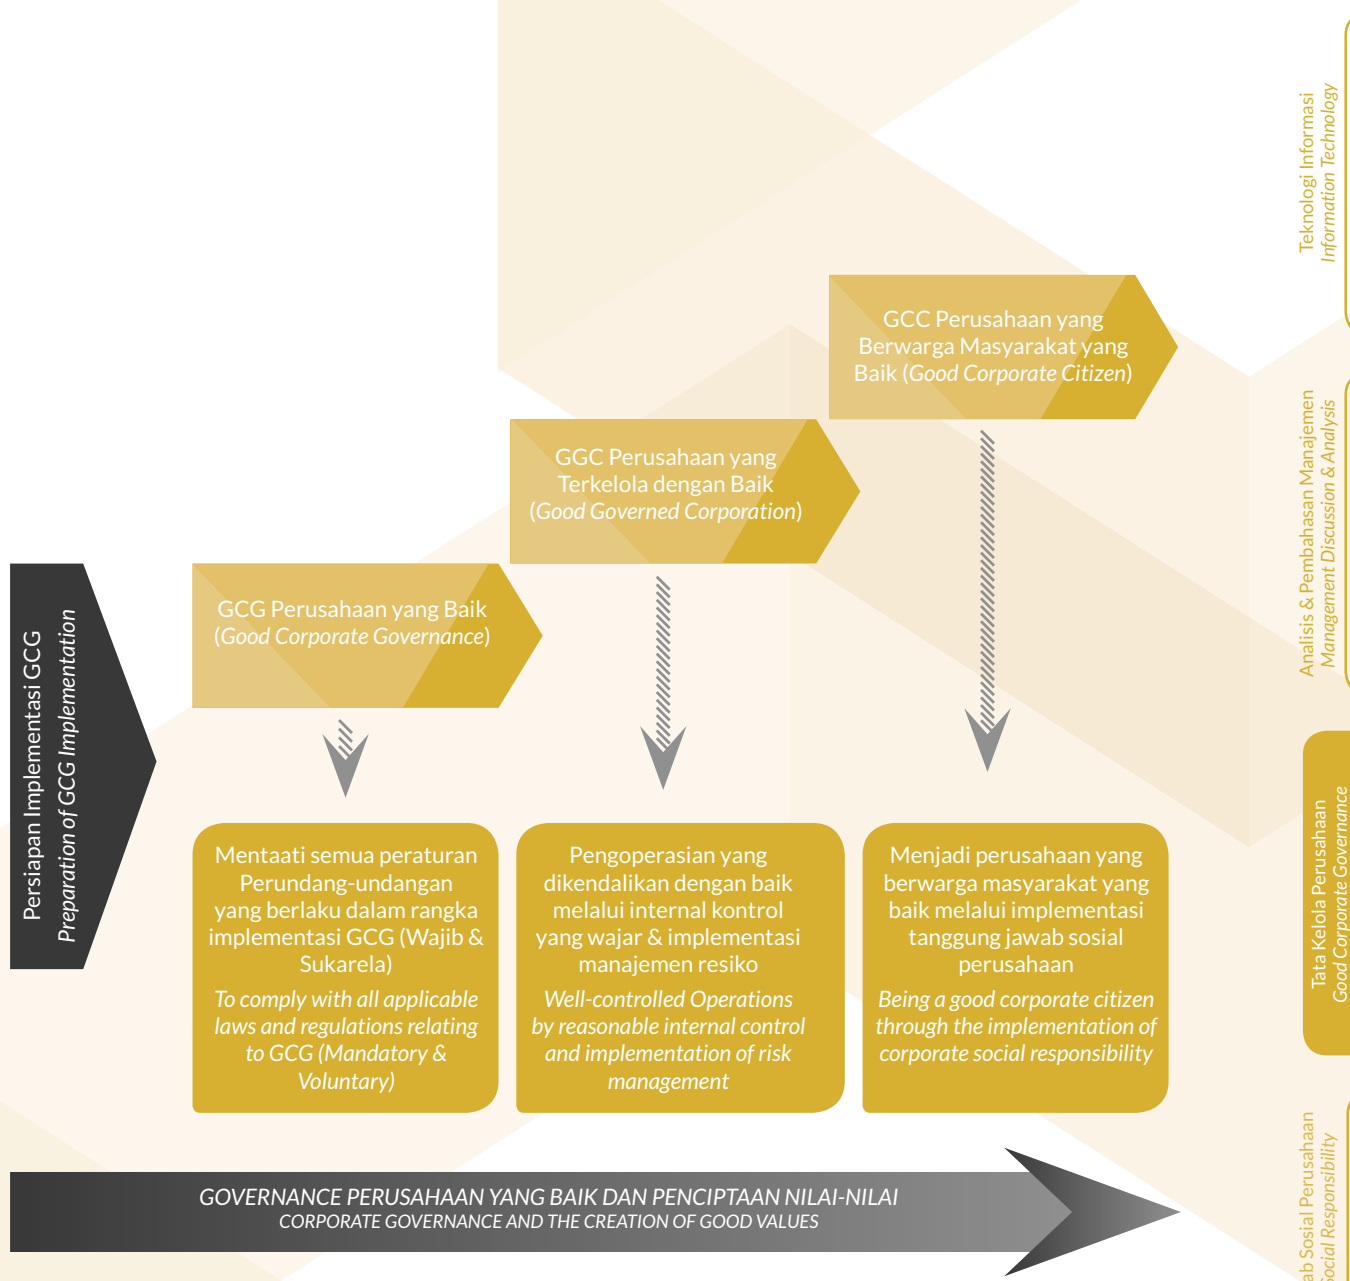 Persiapan Implementasi GCG
Preparation of GCG Implementation
GCG Perusahaan yang Baik
(Good Corporate Governance)
GGC Perusahaan yang
Terkelola dengan Baik
(Good Governed Corporation)
GCC Perusahaan yang
Berwarga Masyarakat yang
Baik (Good Corporate Citizen)
Mentaati semua peraturan
Perundang-undangan
yang berlaku dalam rangka
implementasi GCG (Wajib &
Sukarela)
To comply with all applicable
laws and regulations relating
to GCG (Mandatory &
Voluntary)
Pengoperasian yang
dikendalikan dengan baik
melalui internal kontrol
yang wajar & implementasi
manajemen resiko
Well-controlled Operations
by reasonable internal control
and implementation of risk
management
Menjadi perusahaan yang
berwarga masyarakat yang
baik melalui implementasi
tanggung jawab sosial
perusahaan
Being a good corporate citizen
through the implementation of
corporate social responsibility
GOVERNANCE PERUSAHAAN YANG BAIK DAN PENCIPTAAN NILAI-NILAI
CORPORATE GOVERNANCE AND THE CREATION OF GOOD VALUES
Teknologi Informasi
Information Technology
Analisis & Pembahasan Manajemen
Management Discussion & Analysis
Tata Kelola Perusahaan
Good Corporate Governance
Sosial Perusahaan
Social Responsibility